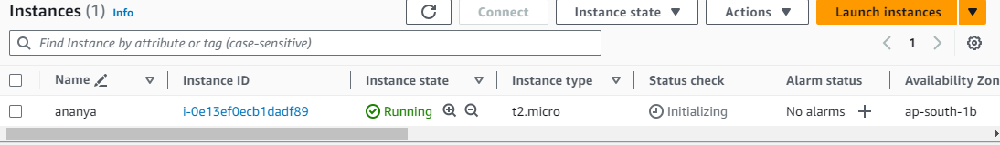 Instances (1) Info Connect Instance state Actions Launch instances
Find Instance by attribute or tag (case-sensitive) 1
Name Instance ID Instance state Instance type Status check Alarm status Availability Zon
ananya i-0e13ef0ecb1dadf89 Running t2.micro Initializing No alarms ap-south-1b